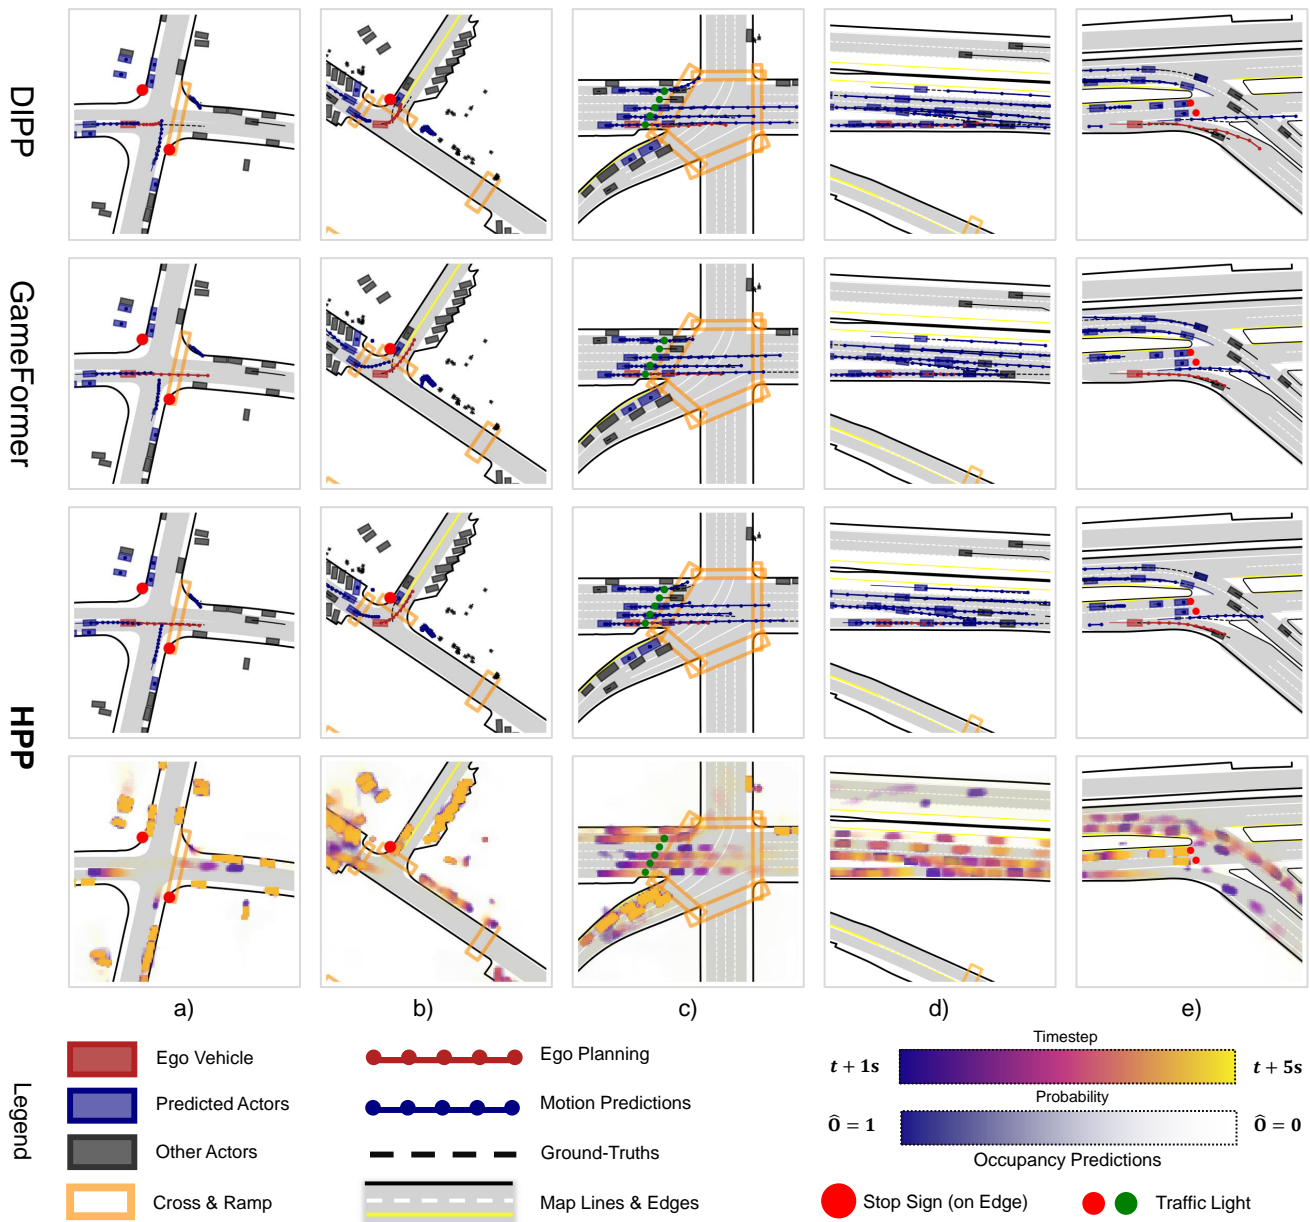 DIPP
GameFormer
HPP
a)
b)
c)
d)
e)
Legend
Ego Vehicle
Predicted Actors
Other Actors
Cross & Ramp
Ego Planning
Motion Predictions
Ground-Truths
Map Lines & Edges
Timestep
t + 1s
t + 5s
Probability
Ô = 1
Ô = 0
Occupancy Predictions
Stop Sign (on Edge)
Traffic Light